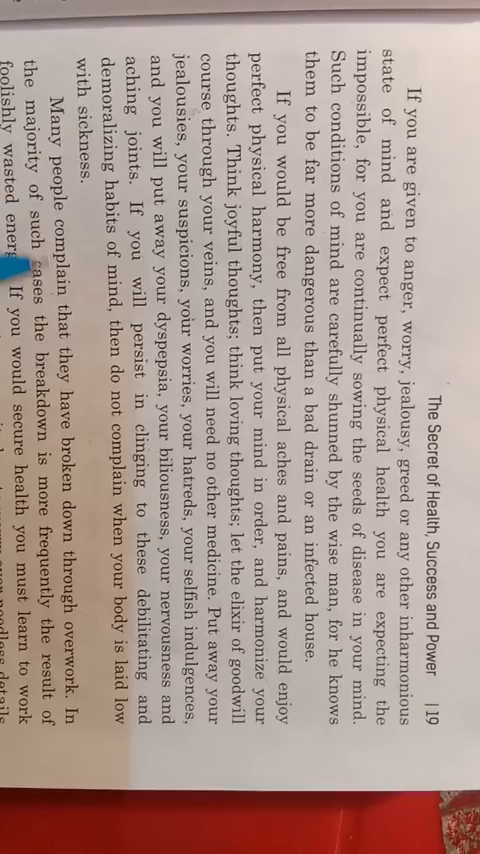 The Secret of Health, Success and Power |19
If you are given to anger, worry, jealousy, greed or any other inharmonious
state of mind and expect perfect physical health you are expecting the
impossible, for you are continually sowing the seeds of disease in your mind.
Such conditions of mind are carefully shunned by the wise man, for he knows
them to be far more dangerous than a bad drain or an infected house.
If you would be free from all physical aches and pains, and would enjoy
perfect physical harmony, then put your mind in order, and harmonize your
thoughts. Think joyful thoughts; think loving thoughts; let the elixir of goodwill
course through your veins, and you will need no other medicine. Put away your
jealousies, your suspicions, your worries, your hatreds, your selfish indulgences,
and you will put away your dyspepsia, your biliousness, your nervousness and
aching joints. If you will persist in clinging to these debilitating and
demoralizing habits of mind, then do not complain when your body is laid low
with sickness.
Many people complain that they have broken down through overwork. In
the majority of such cases the breakdown is more frequently the result of
foolishly wasted If you would secure health you must learn to work
needless details